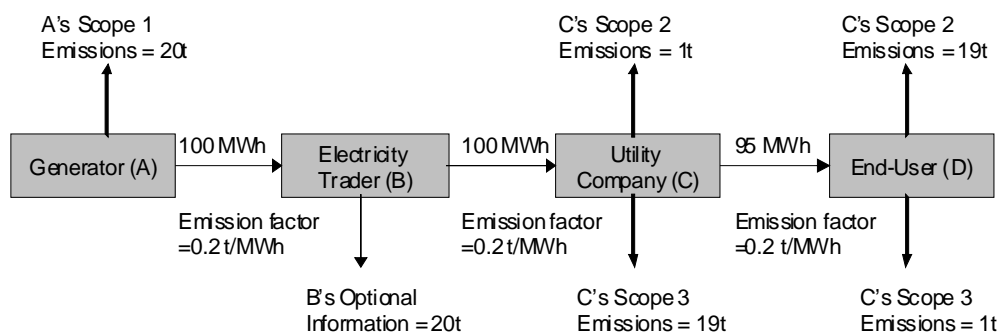 A's Scope 1
Emissions = 20t
C's Scope 2
Emissions = 1t
C's Scope 2
Emissions = 19t
Generator (A)
100 MWh
Electricity
Trader (B)
100 MWh
Utility
Company (C)
95 MWh
End-User (D)
Emission factor
=0.2 t/MWh
Emission factor
=0.2 t/MWh
Emission factor
=0.2 t/MWh
B's Optional
Information = 20t
C's Scope 3
Emissions = 19t
C's Scope 3
Emissions = 1t